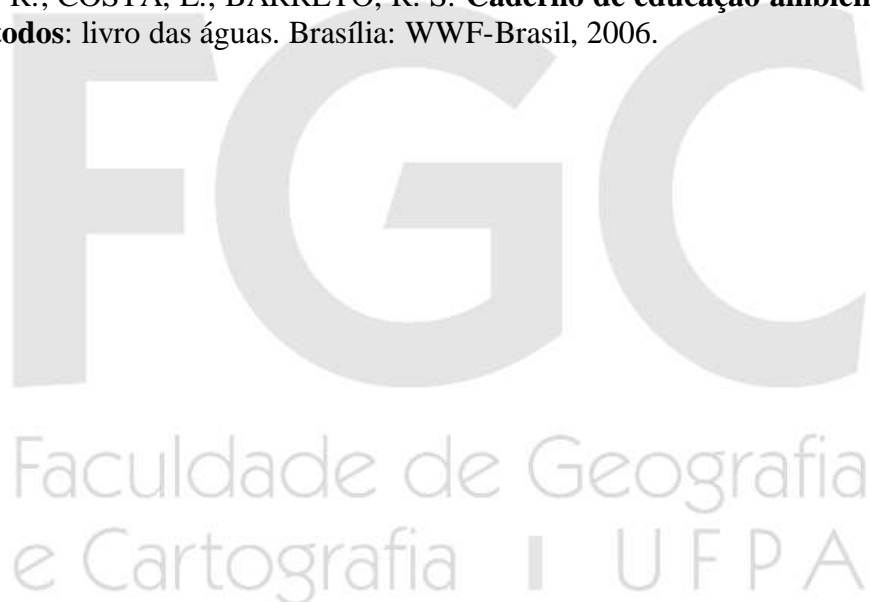 R.; COSTA, L.; BARRETO, R. S. Caderno de educação
todos: livro das águas. Brasília: WWF-Brasil, 2006.
FGC
Faculdade de Geografia
e Cartografia UFPA